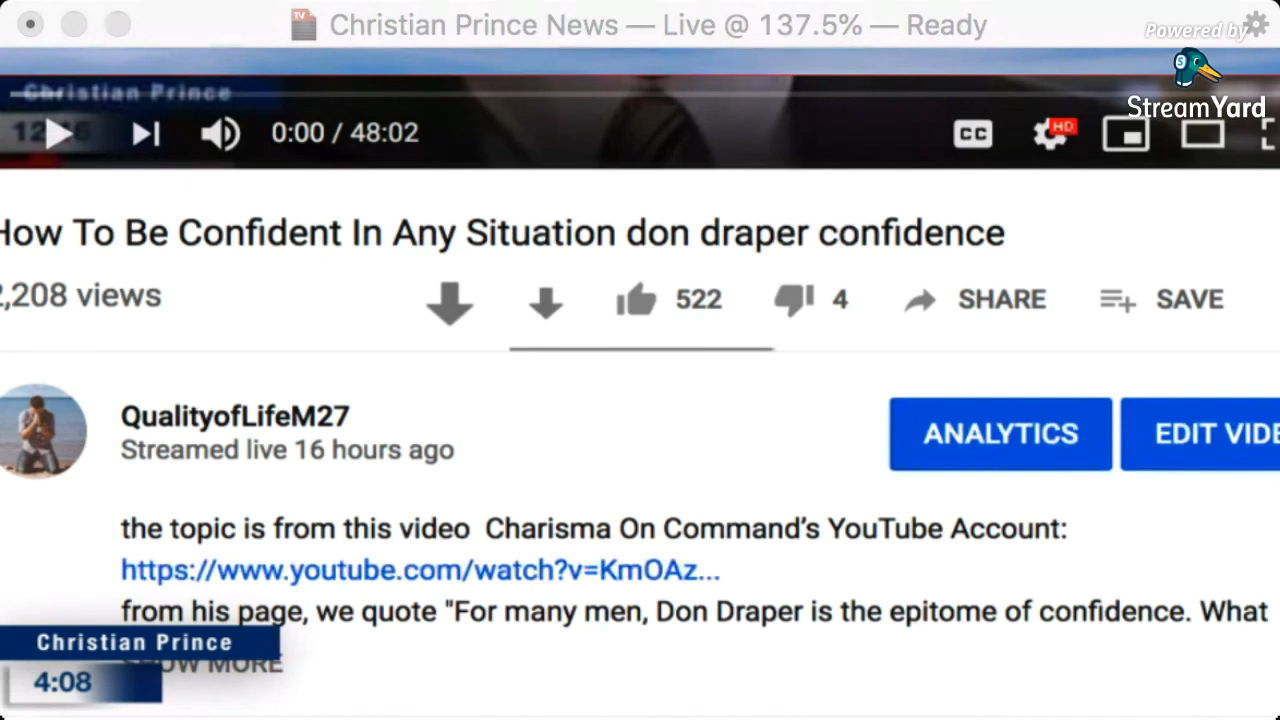 Christian Prince News — Live @ 137.5% — Ready
Powered by
StreamYard
Christian Prince
0:00 / 48:02
CC
HD
How To Be Confident In Any Situation don draper confidence
2,208 views
522
4
SHARE
SAVE
QualityofLifeM27
Streamed live 16 hours ago
ANALYTICS
EDIT VIDE
the topic is from this video Charisma On Command’s YouTube Account:
https://www.youtube.com/watch?v=KmOAz...
from his page, we quote "For many men, Don Draper is the epitome of confidence. What
SHOW MORE
Christian Prince
4:08